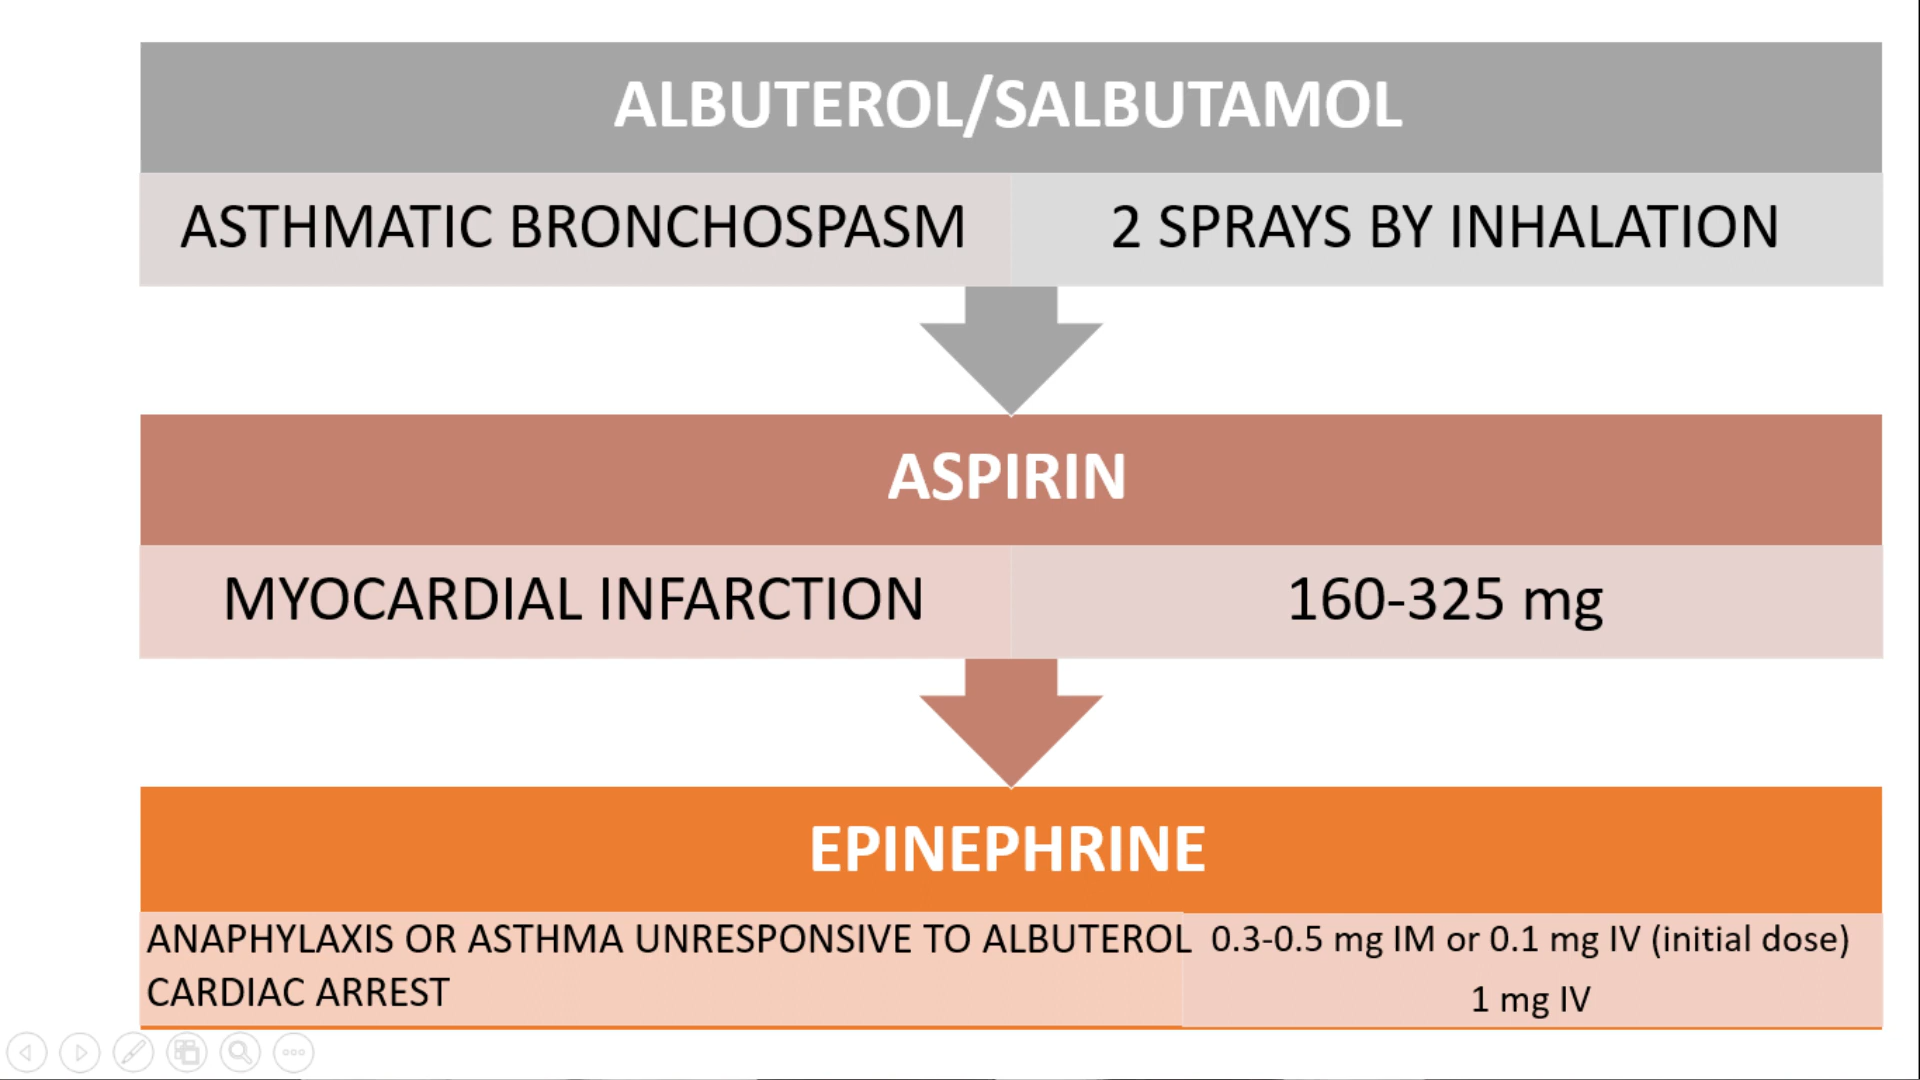 ALBUTEROL/SALBUTAMOL
ASTHMATIC BRONCHOSPASM
2 SPRAYS BY INHALATION
ASPIRIN
MYOCARDIAL INFARCTION
160-325 mg
EPINEPHRINE
ANAPHYLAXIS OR ASTHMA UNRESPONSIVE TO ALBUTEROL
0.3-0.5 mg IM or 0.1 mg IV (initial dose)
CARDIAC ARREST
1 mg IV